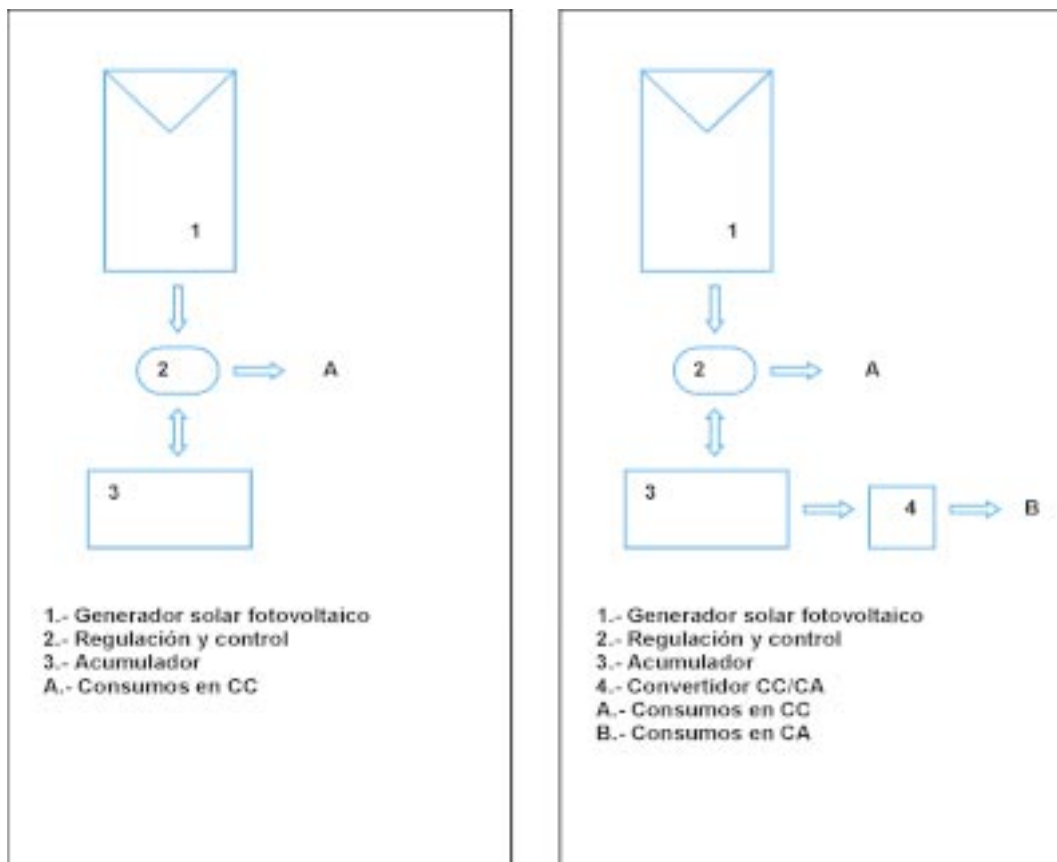 1
2
A
3
1.- Generador solar fotovoltaico
2.- Regulación y control
3.- Acumulador
A.- Consumos en CC
1
2
A
3
4
B
1.- Generador solar fotovoltaico
2.- Regulación y control
3.- Acumulador
4.- Convertidor CC/CA
A.- Consumos en CC
B.- Consumos en CA